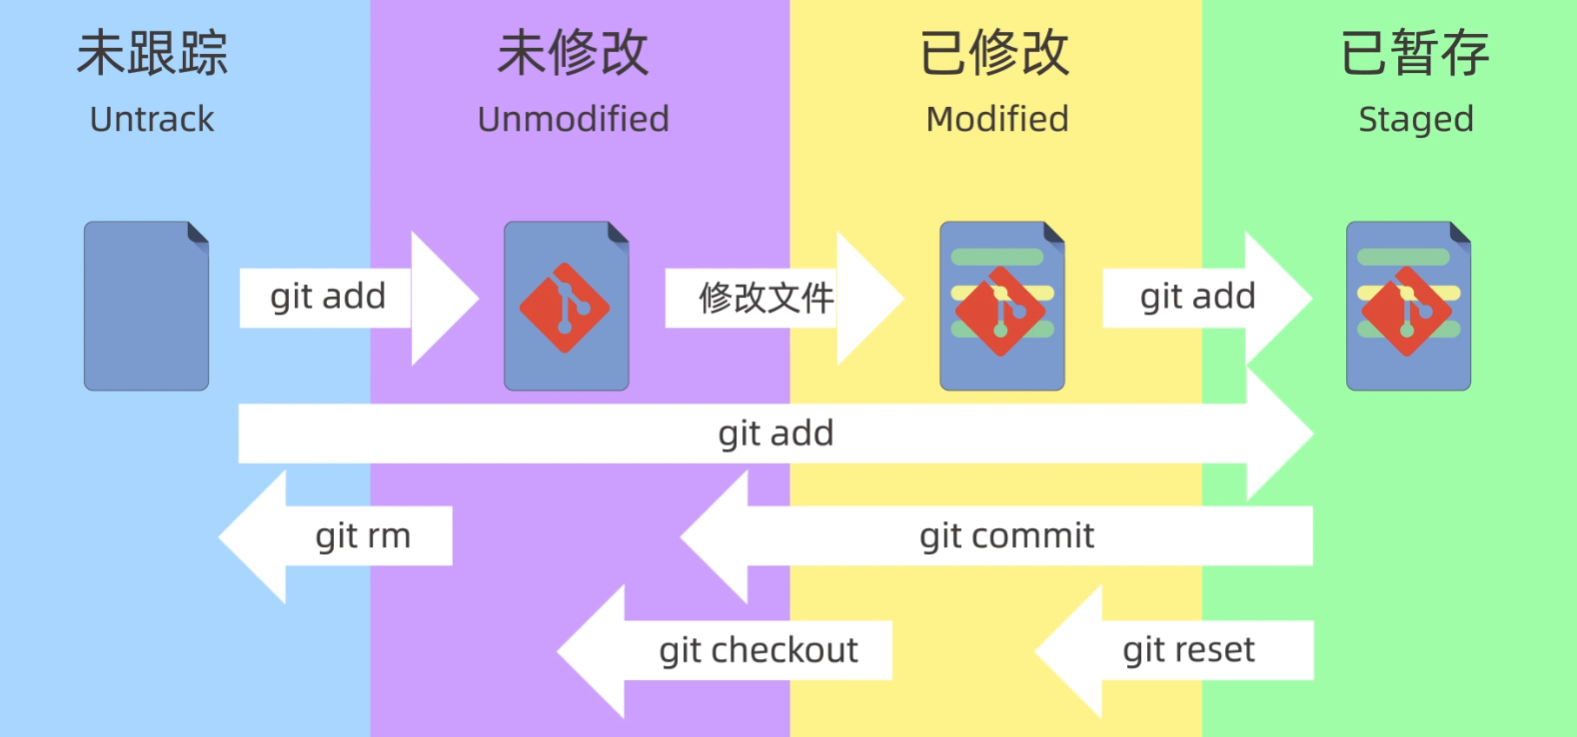 未跟踪
Untrack
未修改
Unmodified
已修改
Modified
已暂存
Staged
git add
修改文件
git add
git add
git rm
git commit
git checkout
git reset